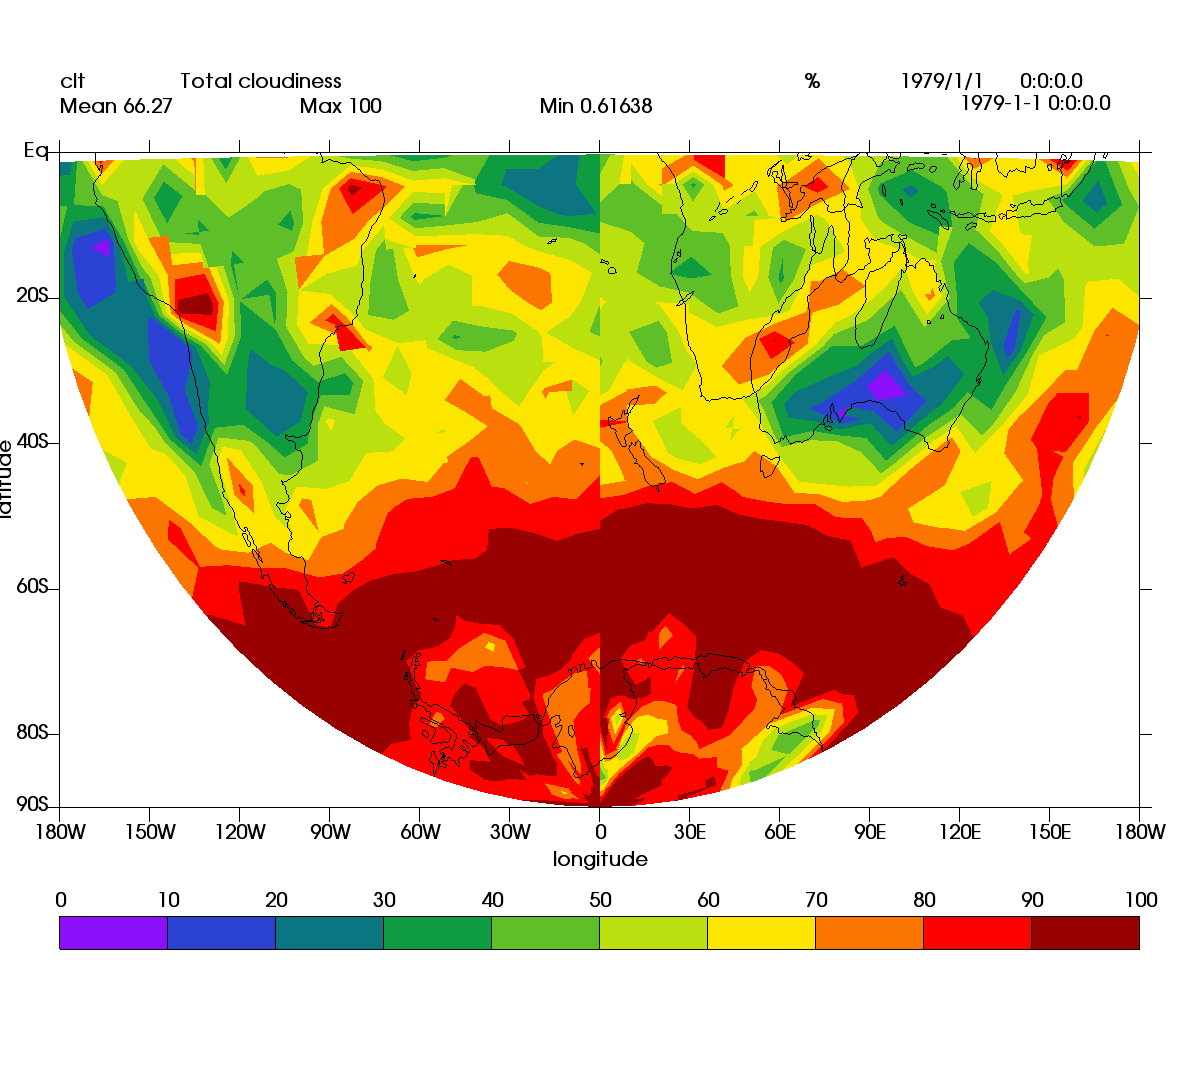 clt Total cloudiness % 1979/1/1 0:0:0.0
Mean 66.27 Max 100 Min 0.61638 1979-1-1 0:0:0.0
Eq
20S
40S
latitude
60S
80S
90S
180W 150W 120W 90W 60W 30W 0 30E 60E 90E 120E 150E 180W
longitude
0 10 20 30 40 50 60 70 80 90 100